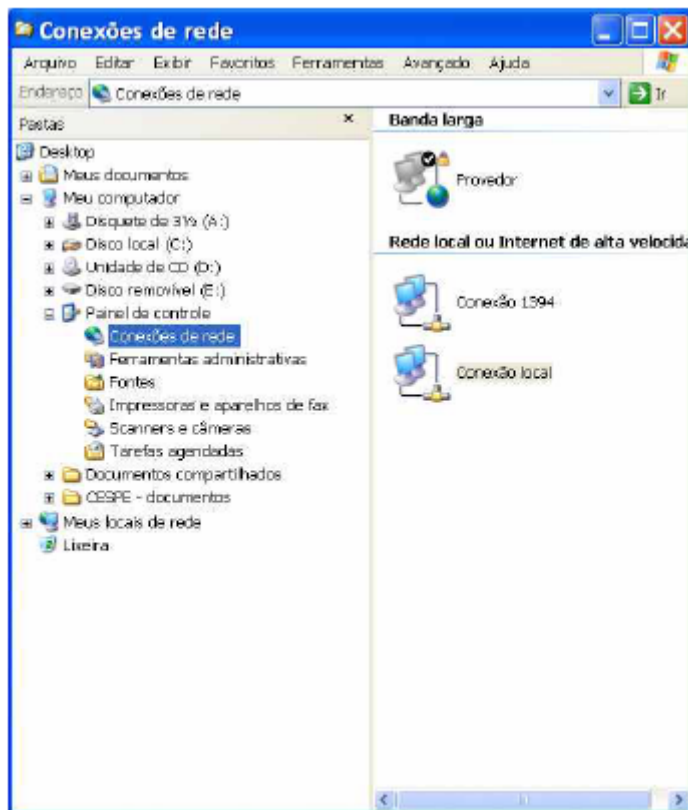 Conexões de rede
Arquivo Editar Exibir Favoritos Ferramentas Avançado Ajuda
Endereço Conexões de rede Ir
Pastas
Desktop
Meus documentos
Meu computador
Disquete de 3½ (A:)
Disco local (C:)
Unidade de CD (D:)
Disco removível (E:)
Painel de controle
Conexões de rede
Ferramentas administrativas
Fontes
Impressoras e aparelhos de fax
Scanners e câmeras
Tarefas agendadas
Documentos compartilhados
CESPE - documentos
Meus locais de rede
Lixeira
Banda larga
Provedor
Rede local ou Internet de alta velocida
Conexão 1394
Conexão local